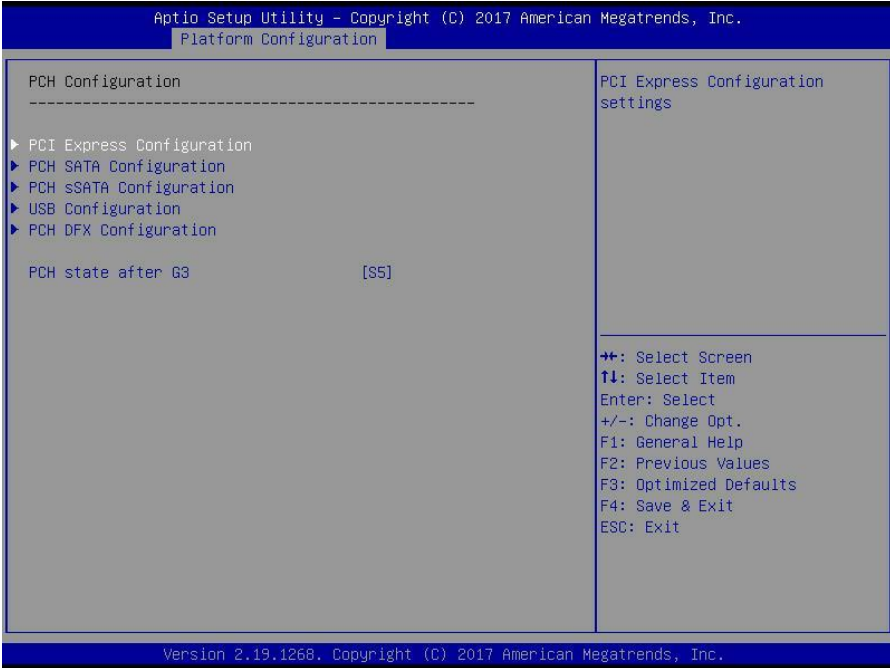 Aptio Setup Utility – Copyright (C) 2017 American Megatrends, Inc.
Platform Configuration
PCH Configuration
--------------------------------------------------
PCI Express Configuration
PCH SATA Configuration
PCH sSATA Configuration
USB Configuration
PCH DFX Configuration
PCH state after G3 [S5]
PCI Express Configuration
settings
→←: Select Screen
↑↓: Select Item
Enter: Select
+/-: Change Opt.
F1: General Help
F2: Previous Values
F3: Optimized Defaults
F4: Save & Exit
ESC: Exit
Version 2.19.1268. Copyright (C) 2017 American Megatrends, Inc.